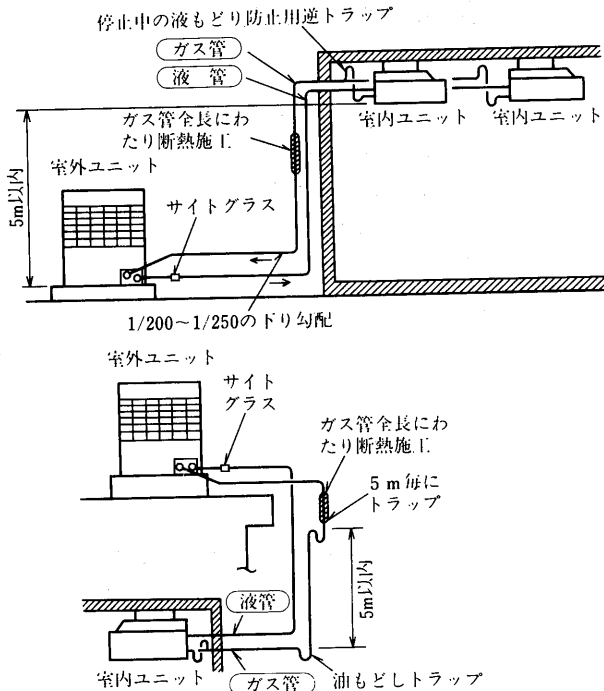 停止中の液もどり防止用逆トラップ
ガス管
液 管
ガス管全長にわ
たり断熱施工
室内ユニット
室内ユニット
室外ユニット
5m以内
サイトグラス
1/200〜1/250の下り勾配
室外ユニット
サイト
グラス
ガス管全長にわ
たり断熱施工
5m毎に
トラップ
5m以内
液管
室内ユニット
ガス管
油もどしトラップ